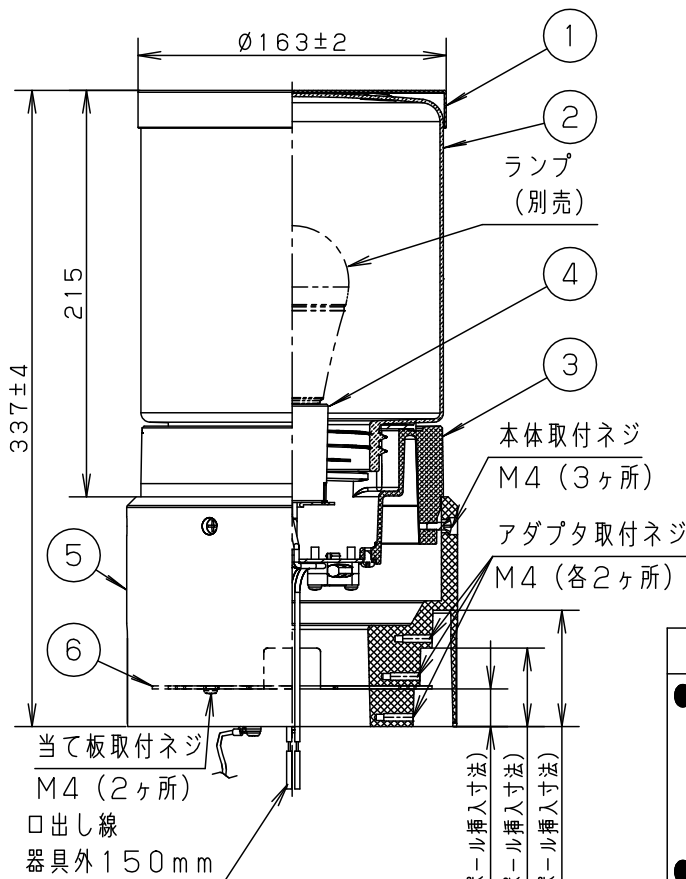 Ø163±2
1
2
ランプ
(別売)
4
215
337±4
3
本体取付ネジ
M4 (3ヶ所)
アダプタ取付ネジ
M4 (各2ヶ所)
5
6
当て板取付ネジ
M4 (2ヶ所)
口出し線
器具外150mm
ール挿入寸法)
ール挿入寸法)
ール挿入寸法)